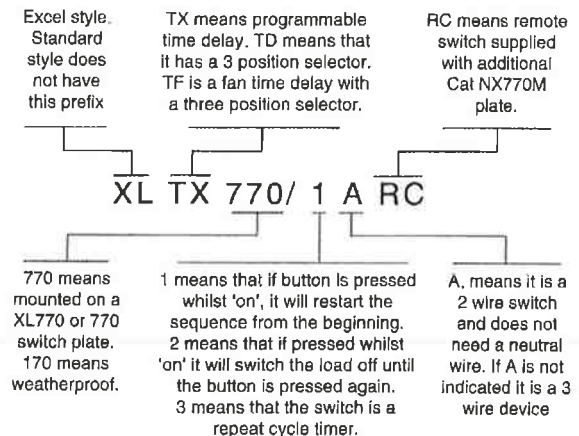 Excel style.
Standard
style does
not have
this prefix
TX means programmable
time delay. TD means that
it has a 3 position selector.
TF is a fan time delay with
a three position selector.
RC means remote
switch supplied
with additional
Cat NX770M
plate.
XL TX 770/ 1 A RC
770 means
mounted on a
XL770 or 770
switch plate.
170 means
weatherproof.
1 means that if button is pressed
whilst 'on', it will restart the
sequence from the beginning.
2 means that if pressed whilst
'on' it will switch the load off until
the button is pressed again.
3 means that the switch is a
repeat cycle timer.
A, means it is a
2 wire switch
and does not
need a neutral
wire. If A is not
indicated it is a 3
wire device